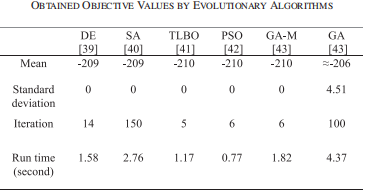 OBTAINED OBJECTIVE VALUES BY EVOLUTIONARY ALGORITHMS
DE SA TLBO PSO GA-M GA
[39] [40] [41] [42] [43] [43]
Mean -209 -209 -210 -210 -210 ≈-206
Standard deviation 0 0 0 0 0 4.51
Iteration 14 150 5 6 6 100
Run time (second) 1.58 2.76 1.17 0.77 1.82 4.37